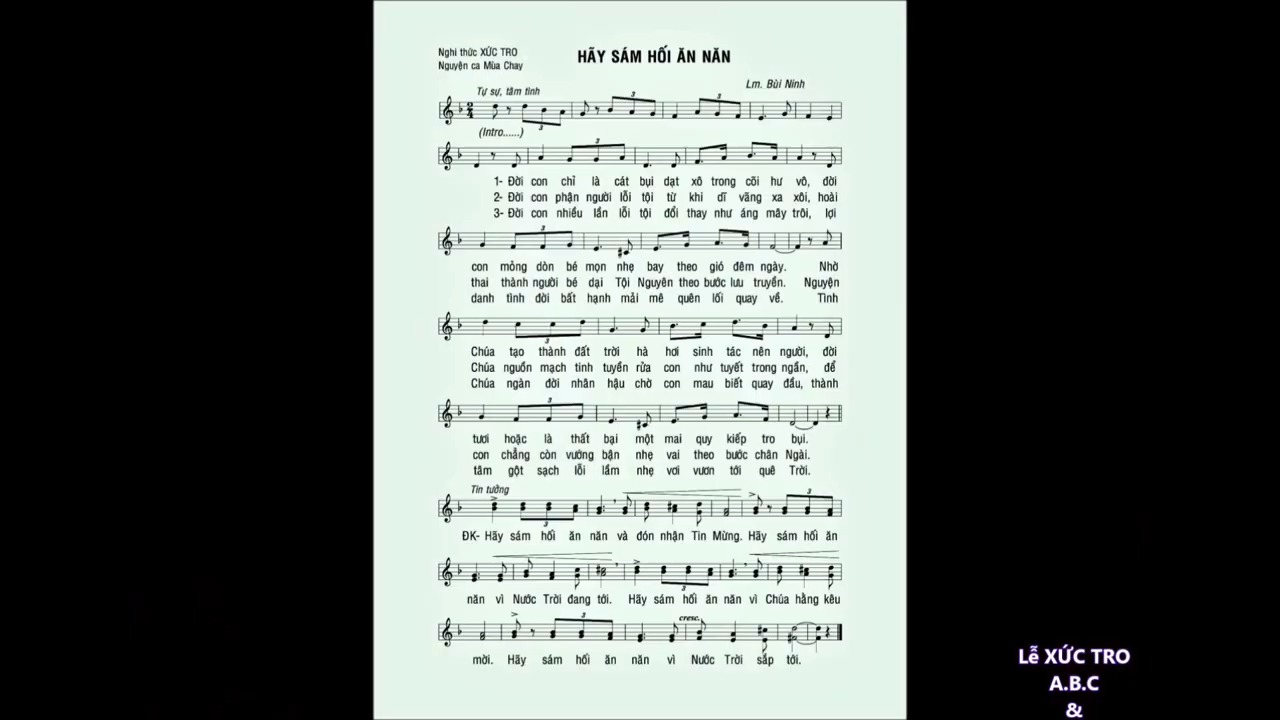 Nghi thức XỨC TRO
Nguyện ca Mùa Chay
HÃY SÁM HỐI ĂN NĂN
Lm. Bùi Ninh
Tự sự, tâm tình
(Intro......)
1- Đời con chỉ là cát bụi dạt xô trong cõi hư vô, đời
2- Đời con phận người lỗi tội từ khi dĩ vãng xa xôi, hoài
3- Đời con nhiều lần lỗi tội đổi thay như áng mây trôi, lợi
con mỏng dòn bé mọn nhẹ bay theo gió đêm ngày. Nhờ
thai thành người bé dại Tội Nguyên theo bước lưu truyền. Nguyện
danh tình đời bất hạnh mải mê quên lối quay về. Tình
Chúa tạo thành đất trời hà hơi sinh tác nên người, đời
Chúa nguồn mạch tinh tuyền rửa con như tuyết trong ngần, để
Chúa ngàn đời nhân hậu chờ con mau biết quay đầu, thành
tươi hoặc là thất bại một mai quy kiếp tro bụi.
con chẳng còn vướng bận nhẹ vai theo bước chân Ngài.
tâm gột sạch lỗi lầm nhẹ vơi vươn tới quê Trời.
Tin tưởng
ĐK- Hãy sám hối ăn năn và đón nhận Tin Mừng. Hãy sám hối ăn
năn vì Nước Trời đang tới. Hãy sám hối ăn năn vì Chúa hằng kêu
cresc.
mời. Hãy sám hối ăn năn vì Nước Trời sắp tới.
Lễ XỨC TRO
A.B.C
&